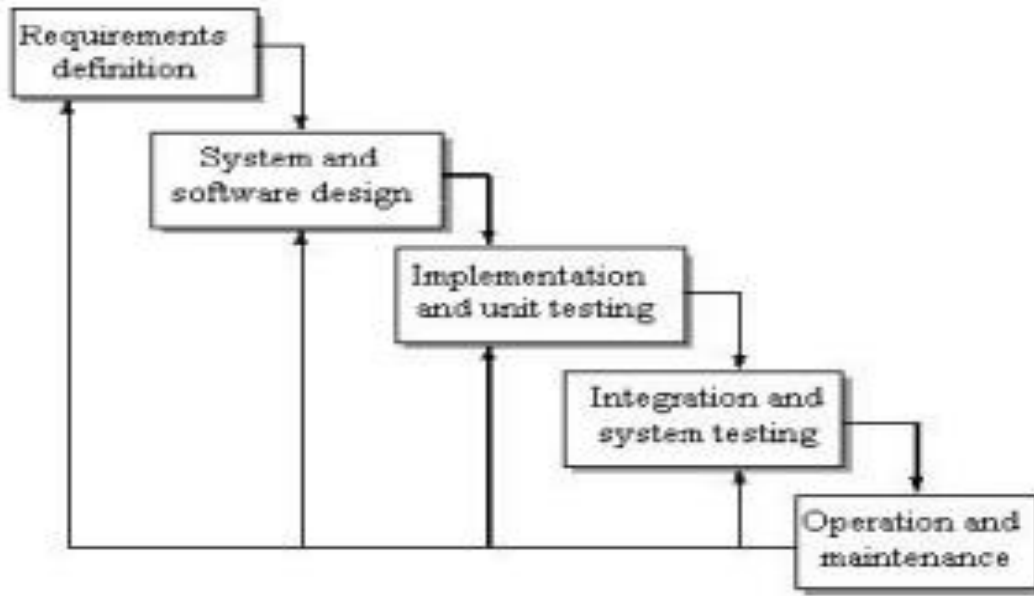 Requirements
definition
System and
software design
Implementation
and unit testing
Integration and
system testing
Operation and
maintenance